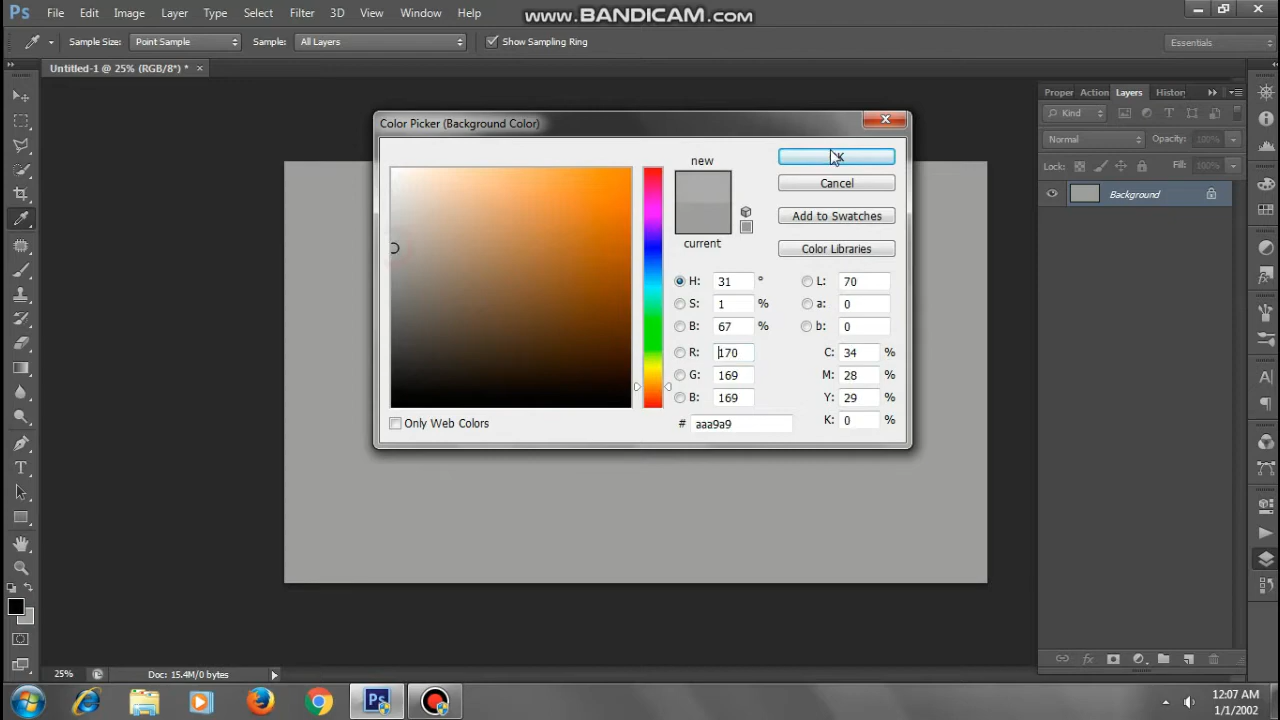 Ps File Edit Image Layer Type Select Filter 3D View Window Help
www.BANDICAM.com
Sample Size: Point Sample Sample: All Layers Show Sampling Ring Essentials
Untitled-1 @ 25% (RGB/8*) * ×
Proper Action Layers History
Kind
Normal Opacity: 100%
Lock: Fill: 100%
Background
Color Picker (Background Color)
new
current
Cancel
Add to Swatches
Color Libraries
H: 31 °
S: 1 %
B: 67 %
R: 170
G: 169
B: 169
# aaa9a9
L: 70
a: 0
b: 0
C: 34 %
M: 28 %
Y: 29 %
K: 0 %
Only Web Colors
25% Doc: 15.4M/0 bytes
Ps
12:07 AM
1/1/2002